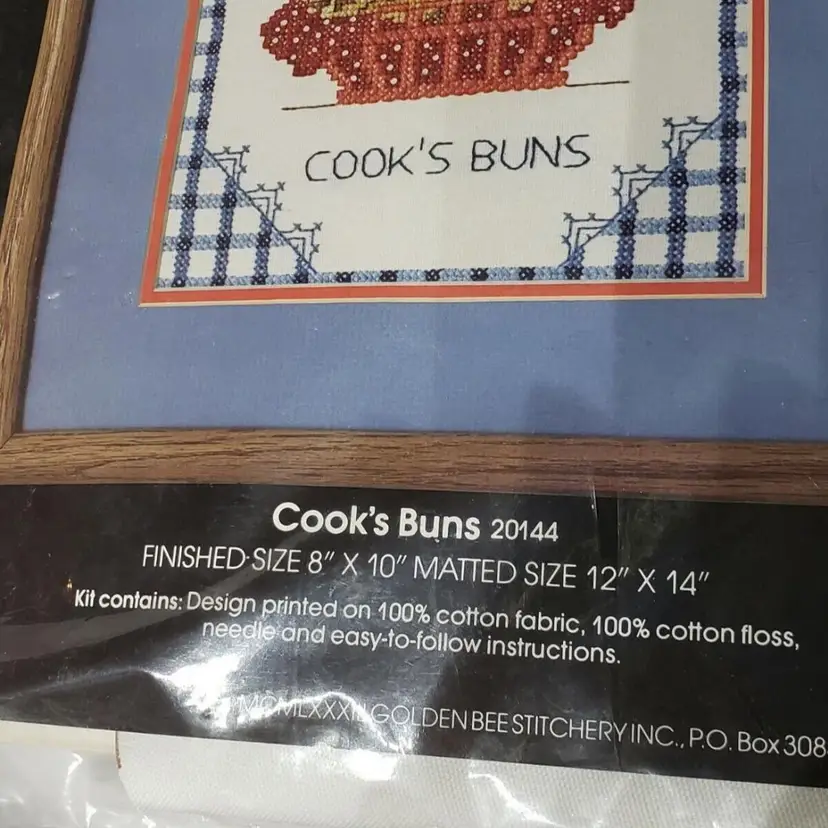 COOK'S BUNS
Cook's Buns 20144
FINISHED SIZE 8" X 10" MATTED SIZE 12" X 14"
Kit contains: Design printed on 100% cotton fabric, 100% cotton floss,
needle and easy-to-follow instructions.
GOLDEN BEE STITCHERY INC., P.O. Box 308